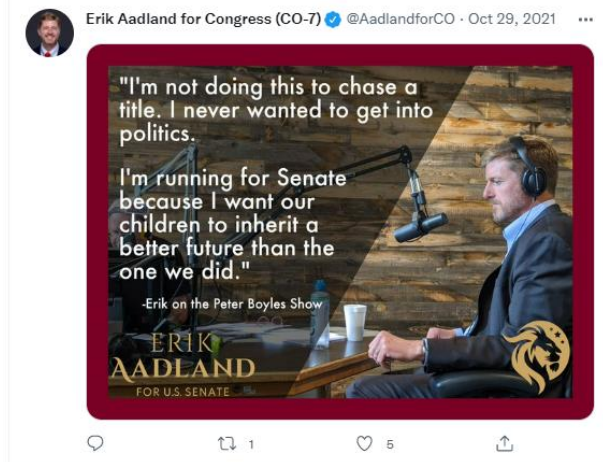 Erik Aadland for Congress (CO-7) @AadlandforCO · Oct 29, 2021
"I'm not doing this to chase a
title. I never wanted to get into
politics.
I'm running for Senate
because I want our
children to inherit a
better future than the
one we did."
-Erik on the Peter Boyles Show
ERIK
AADLAND
FOR U.S. SENATE
1
5